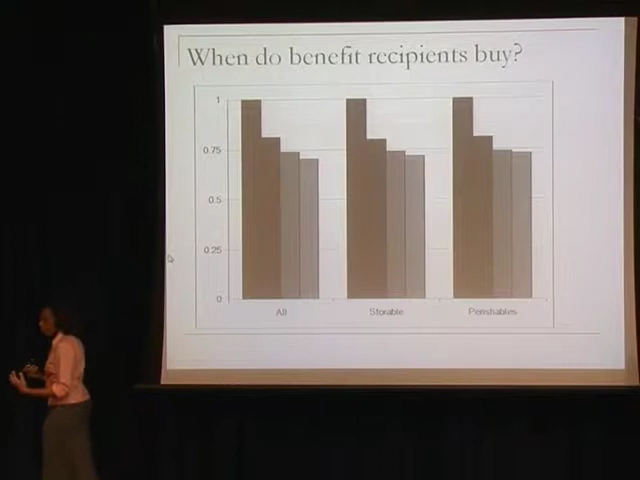 When do benefit recipients buy?
1
0.75
0.5
0.25
0
All Storable Perishables